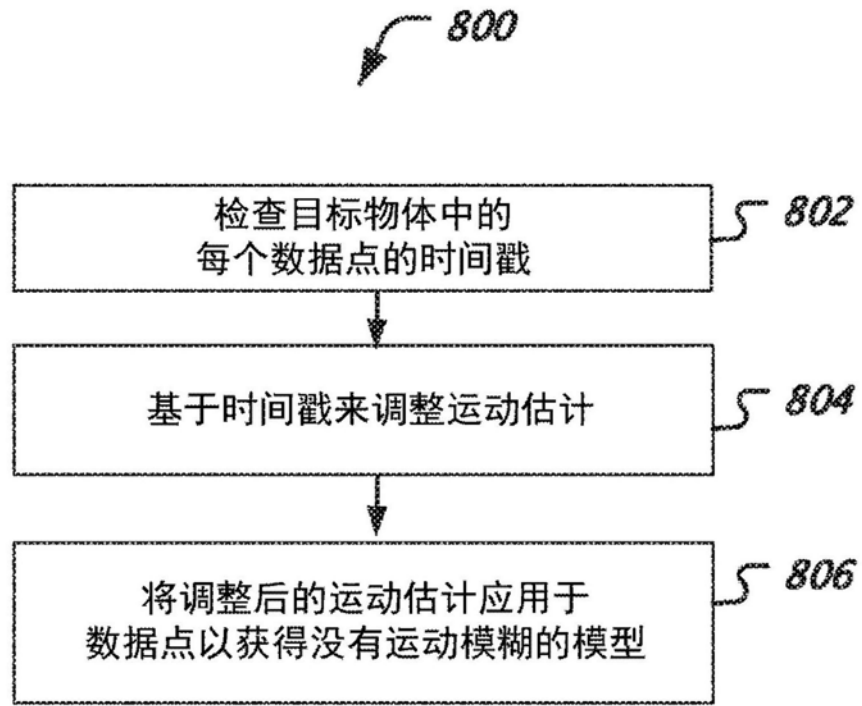 800
检查目标物体中的
每个数据点的时间戳
802
基于时间戳来调整运动估计
804
将调整后的运动估计应用于
数据点以获得没有运动模糊的模型
806